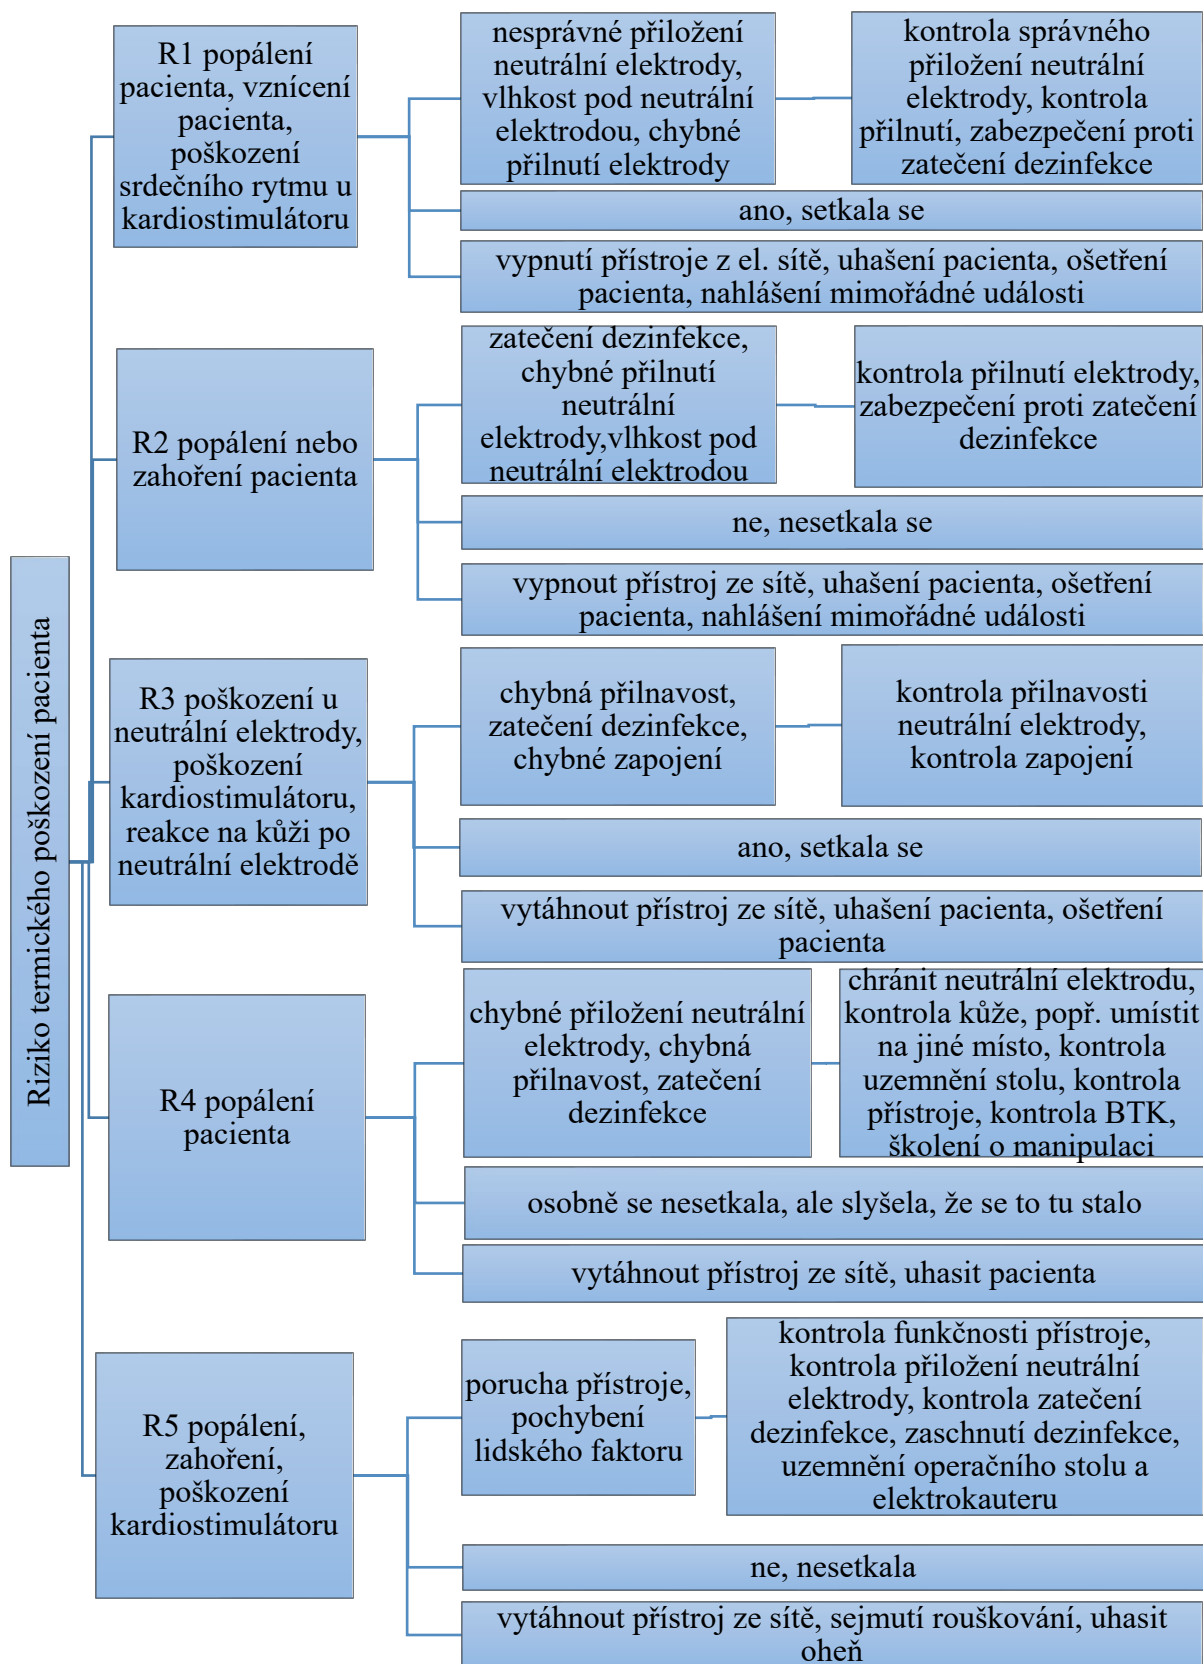 Riziko termického poškození pacienta
R1 popálení
pacienta, vznícení
pacienta,
poškození
srdečního rytmu u
kardiostimulátoru
nesprávné přiložení
neutrální elektrody,
vlhkost pod neutrální
elektrodou, chybné
přilnutí elektrody
kontrola správného
přiložení neutrální
elektrody, kontrola
přilnutí, zabezpečení proti
zatečení dezinfekce
ano, setkala se
vypnutí přístroje z el. sítě, uhašení pacienta, ošetření
pacienta, nahlášení mimořádné události
R2 popálení nebo
zahoření pacienta
zatečení dezinfekce,
chybné přilnutí
neutrální
elektrody,vlhkost pod
neutrální elektrodou
kontrola přilnutí elektrody,
zabezpečení proti zatečení
dezinfekce
ne, nesetkala se
vypnout přístroj ze sítě, uhašení pacienta, ošetření
pacienta, nahlášení mimořádné události
R3 poškození u
neutrální elektrody,
poškození
kardiostimulátoru,
reakce na kůži po
neutrální elektrodě
chybná přilnavost,
zatečení dezinfekce,
chybné zapojení
kontrola přilnavosti
neutrální elektrody,
kontrola zapojení
ano, setkala se
vytáhnout přístroj ze sítě, uhašení pacienta, ošetření
pacienta
R4 popálení
pacienta
chybné přiložení neutrální
elektrody, chybná
přilnavost, zatečení
dezinfekce
chránit neutrální elektrodu,
kontrola kůže, popř. umístit
na jiné místo, kontrola
uzemnění stolu, kontrola
přístroje, kontrola BTK,
školení o manipulaci
osobně se nesetkala, ale slyšela, že se to tu stalo
vytáhnout přístroj ze sítě, uhasit pacienta
R5 popálení,
zahoření,
poškození
kardiostimulátoru
porucha přístroje,
pochybení
lidského faktoru
kontrola funkčnosti přístroje,
kontrola přiložení neutrální
elektrody, kontrola zatečení
dezinfekce, zaschnutí dezinfekce,
uzemnění operačního stolu a
elektrokauteru
ne, nesetkala
vytáhnout přístroj ze sítě, sejmutí rouškování, uhasit
oheň